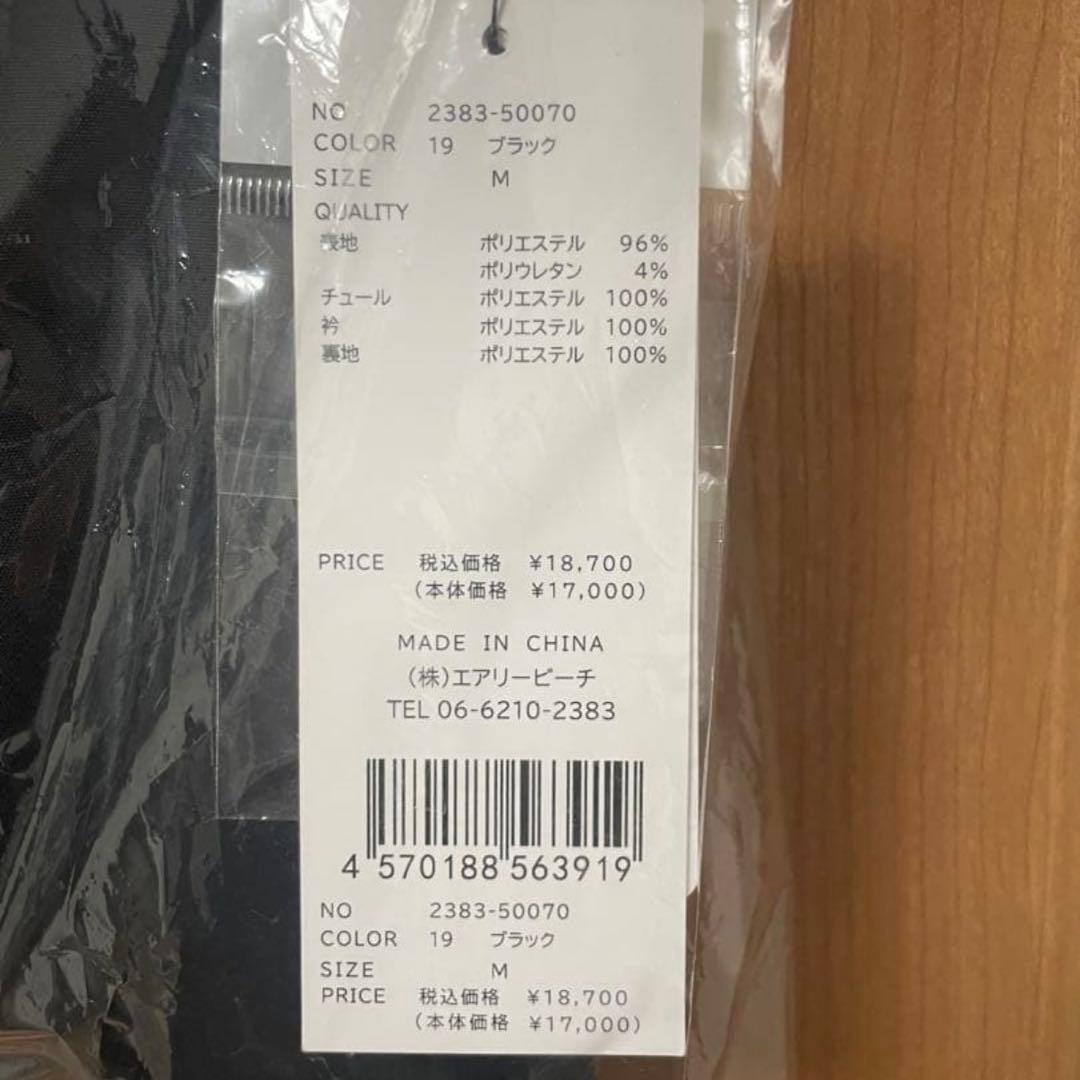 NO 2383-50070
COLOR 19 ブラック
SIZE M
QUALITY
表地 ポリエステル 96%
ポリウレタン 4%
チュール ポリエステル 100%
衿 ポリエステル 100%
裏地 ポリエステル 100%
PRICE 税込価格 ¥18,700
(本体価格 ¥17,000)
MADE IN CHINA
(株)エアリービーチ
TEL 06-6210-2383
4 570188 563919
NO 2383-50070
COLOR 19 ブラック
SIZE M
PRICE 税込価格 ¥18,700
(本体価格 ¥17,000)